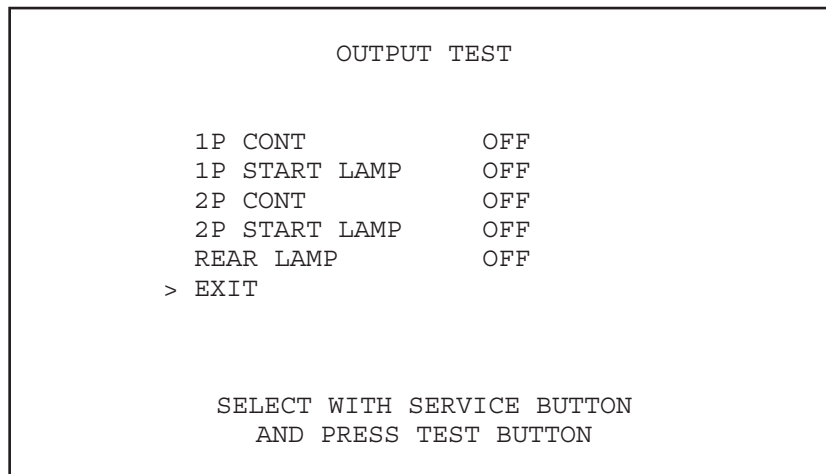 OUTPUT TEST
1P CONT OFF
1P START LAMP OFF
2P CONT OFF
2P START LAMP OFF
REAR LAMP OFF
> EXIT
SELECT WITH SERVICE BUTTON
AND PRESS TEST BUTTON